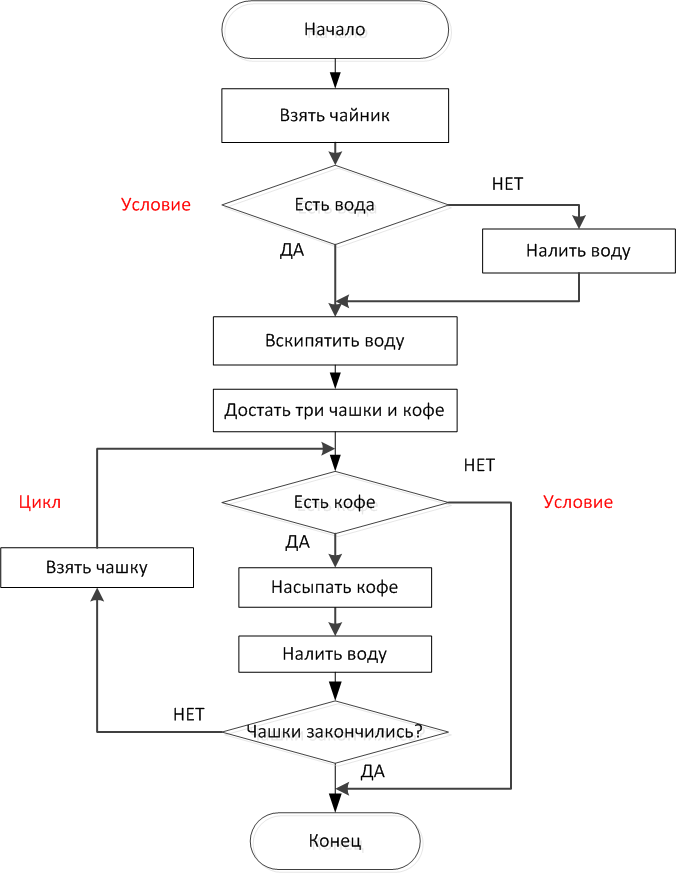 Начало
Взять чайник
НЕТ
Условие
Есть вода
ДА
Налить воду
Вскипятить воду
Достать три чашки и кофе
НЕТ
Цикл
Есть кофе
Условие
ДА
Взять чашку
Насыпать кофе
Налить воду
НЕТ
Чашки закончились?
ДА
Конец